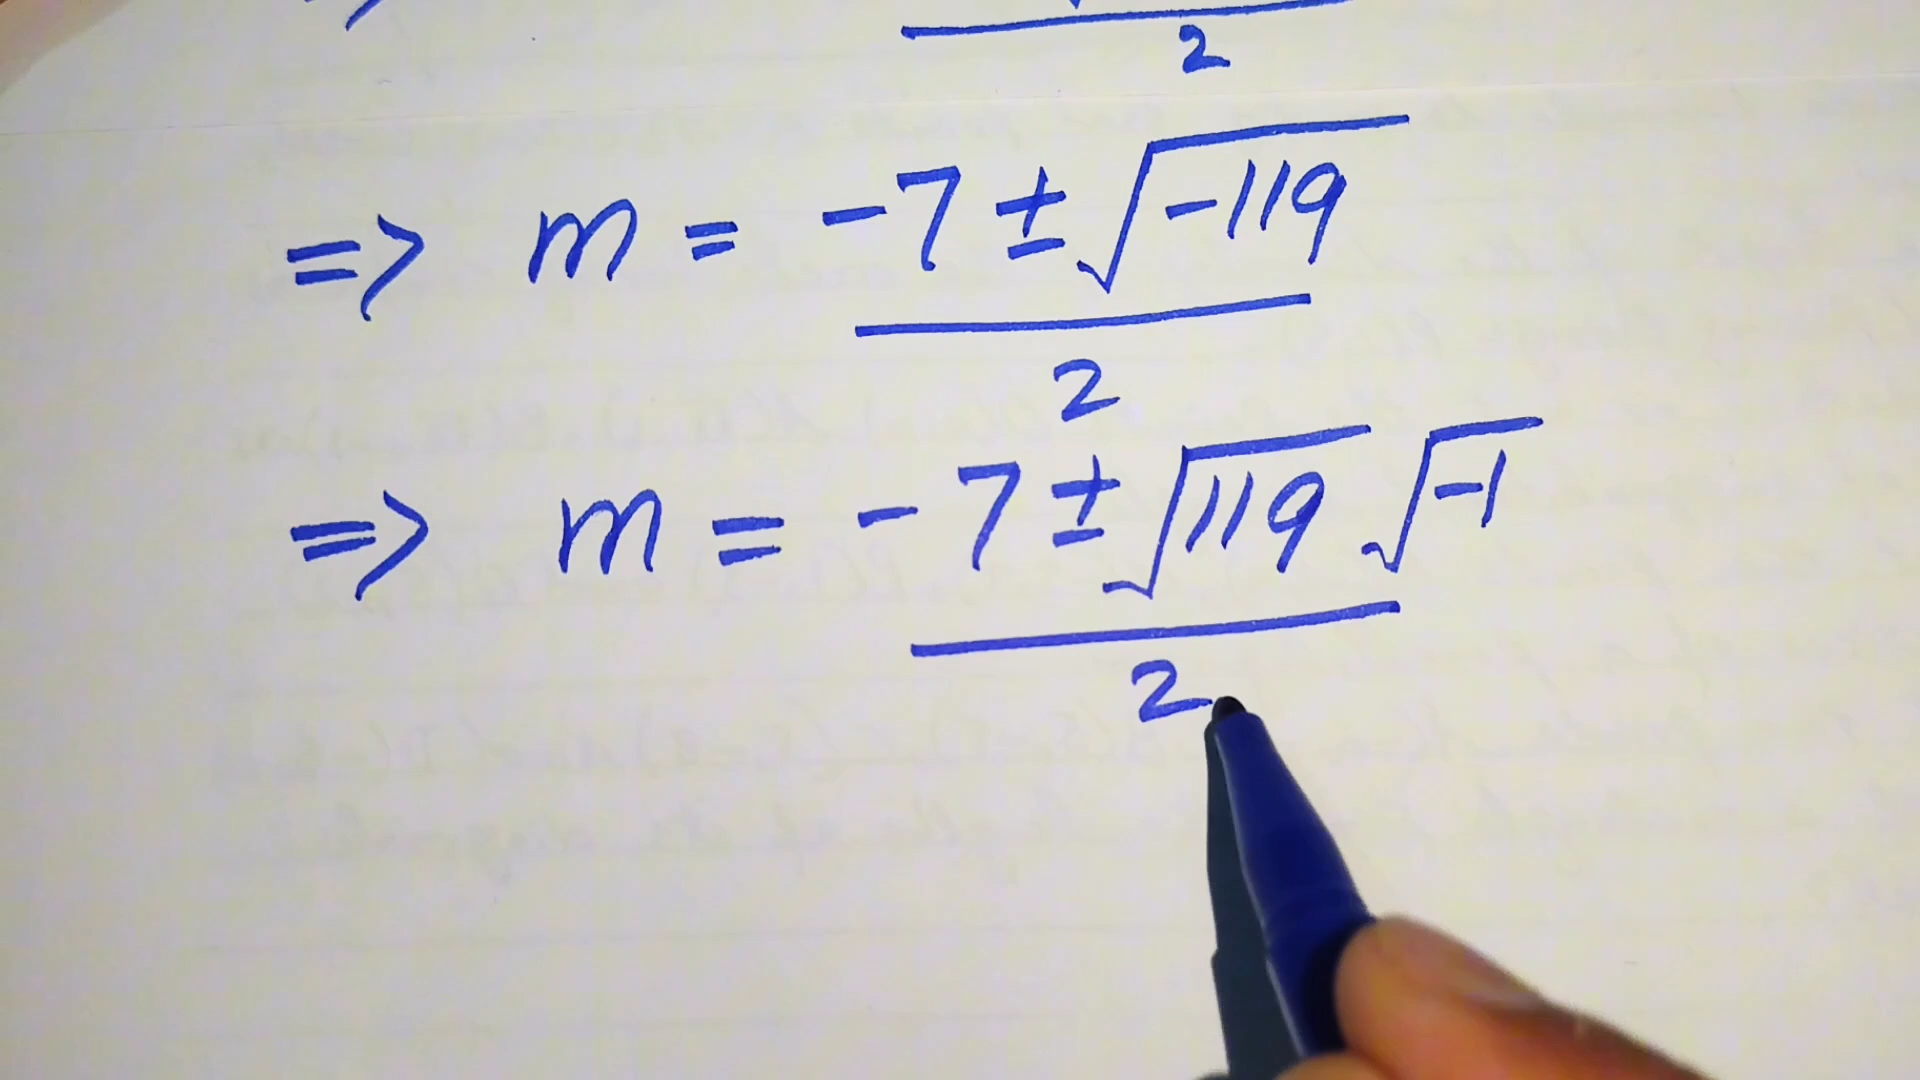 2
=> m = -7 ± √-119
2
=> m = -7 ± √119 √-1
2